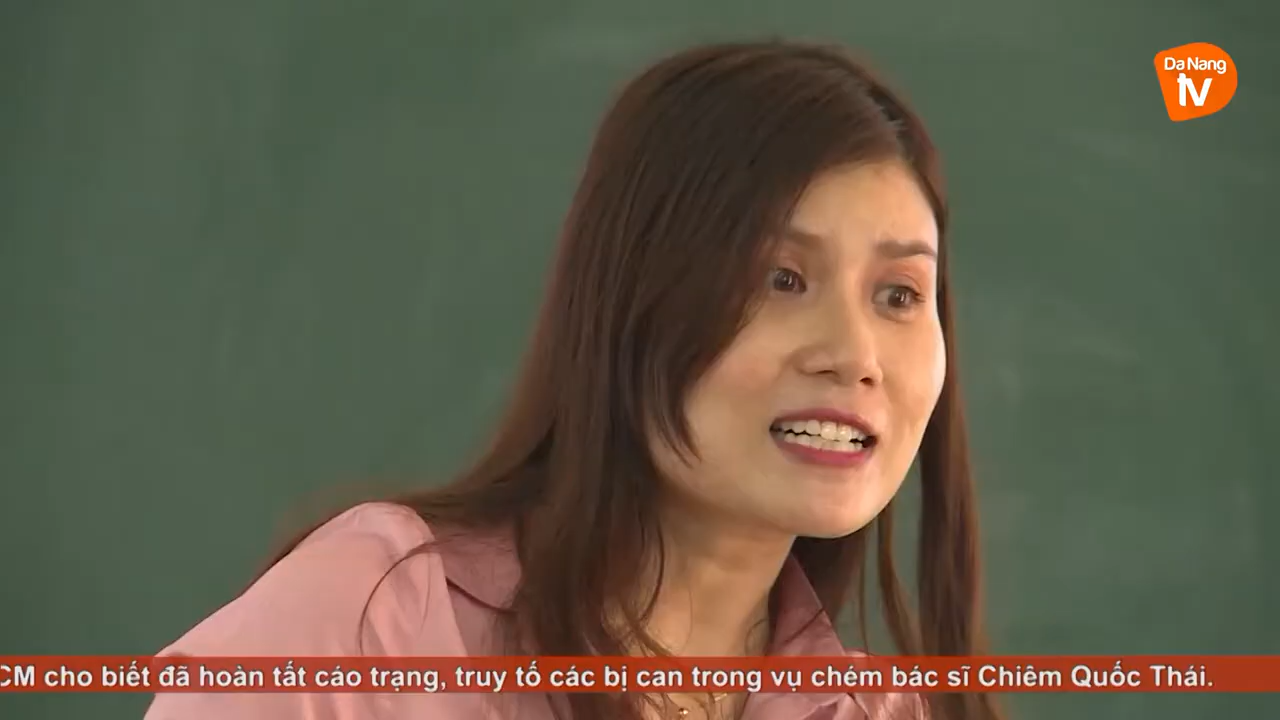 Da Nang
tv
CM cho biết đã hoàn tất cáo trạng, truy tố các bị can trong vụ chém bác sĩ Chiêm Quốc Thái.